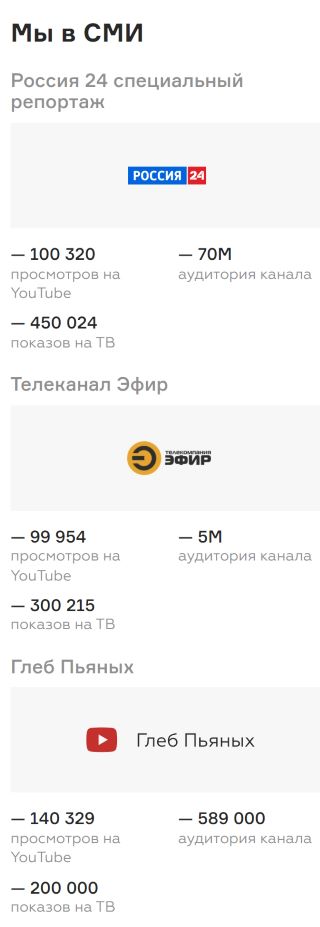 Мы в СМИ
Россия 24 специальный
репортаж
РОССИЯ 24
— 100 320
просмотров на
YouTube
— 70М
аудитория канала
— 450 024
показов на ТВ
Телеканал Эфир
ТЕЛЕКОМПАНИЯ
ЭФИР
— 99 954
просмотров на
YouTube
— 5М
аудитория канала
— 300 215
показов на ТВ
Глеб Пьяных
Глеб Пьяных
— 140 329
просмотров на
YouTube
— 589 000
аудитория канала
— 200 000
показов на ТВ